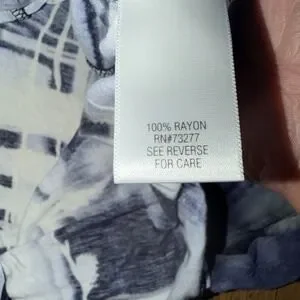 100% RAYON
RN#73277
SEE REVERSE
FOR CARE